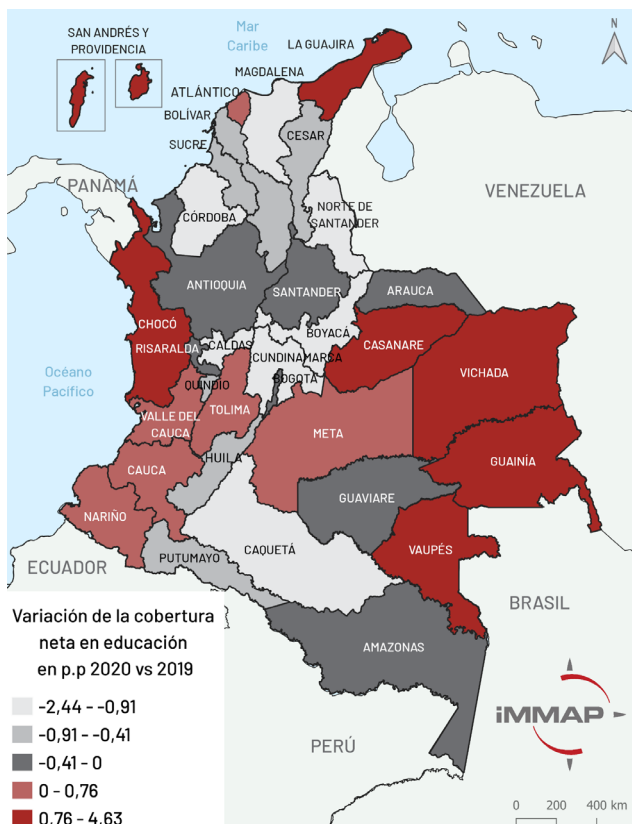 SAN ANDRÉS Y
PROVIDENCIA
Mar
Caribe
LA GUAJIRA
N
MAGDALENA
ATLÁNTICO
BOLÍVAR
CESAR
SUCRE
PANAMÁ
VENEZUELA
CÓRDOBA
NORTE DE
SANTANDER
ANTIOQUIA
SANTANDER
ARAUCA
CHOCÓ
BOYACÁ
RISARALDA
CALDAS
CASANARE
CUNDINAMARCA
Océano
Pacífico
VICHADA
BOGOTÁ
QUINDÍO
TOLIMA
VALLE DEL
CAUCA
META
HUILA
GUAINÍA
CAUCA
GUAVIARE
NARIÑO
CAQUETÁ
VAUPÉS
PUTUMAYO
ECUADOR
BRASIL
Variación de la cobertura
neta en educación
en p.p 2020 vs 2019
AMAZONAS
-2,44 - -0,91
-0,91 - -0,41
-0,41 - 0
0 - 0,76
0,76 - 4,63
iMMAP
PERÚ
0 200 400 km